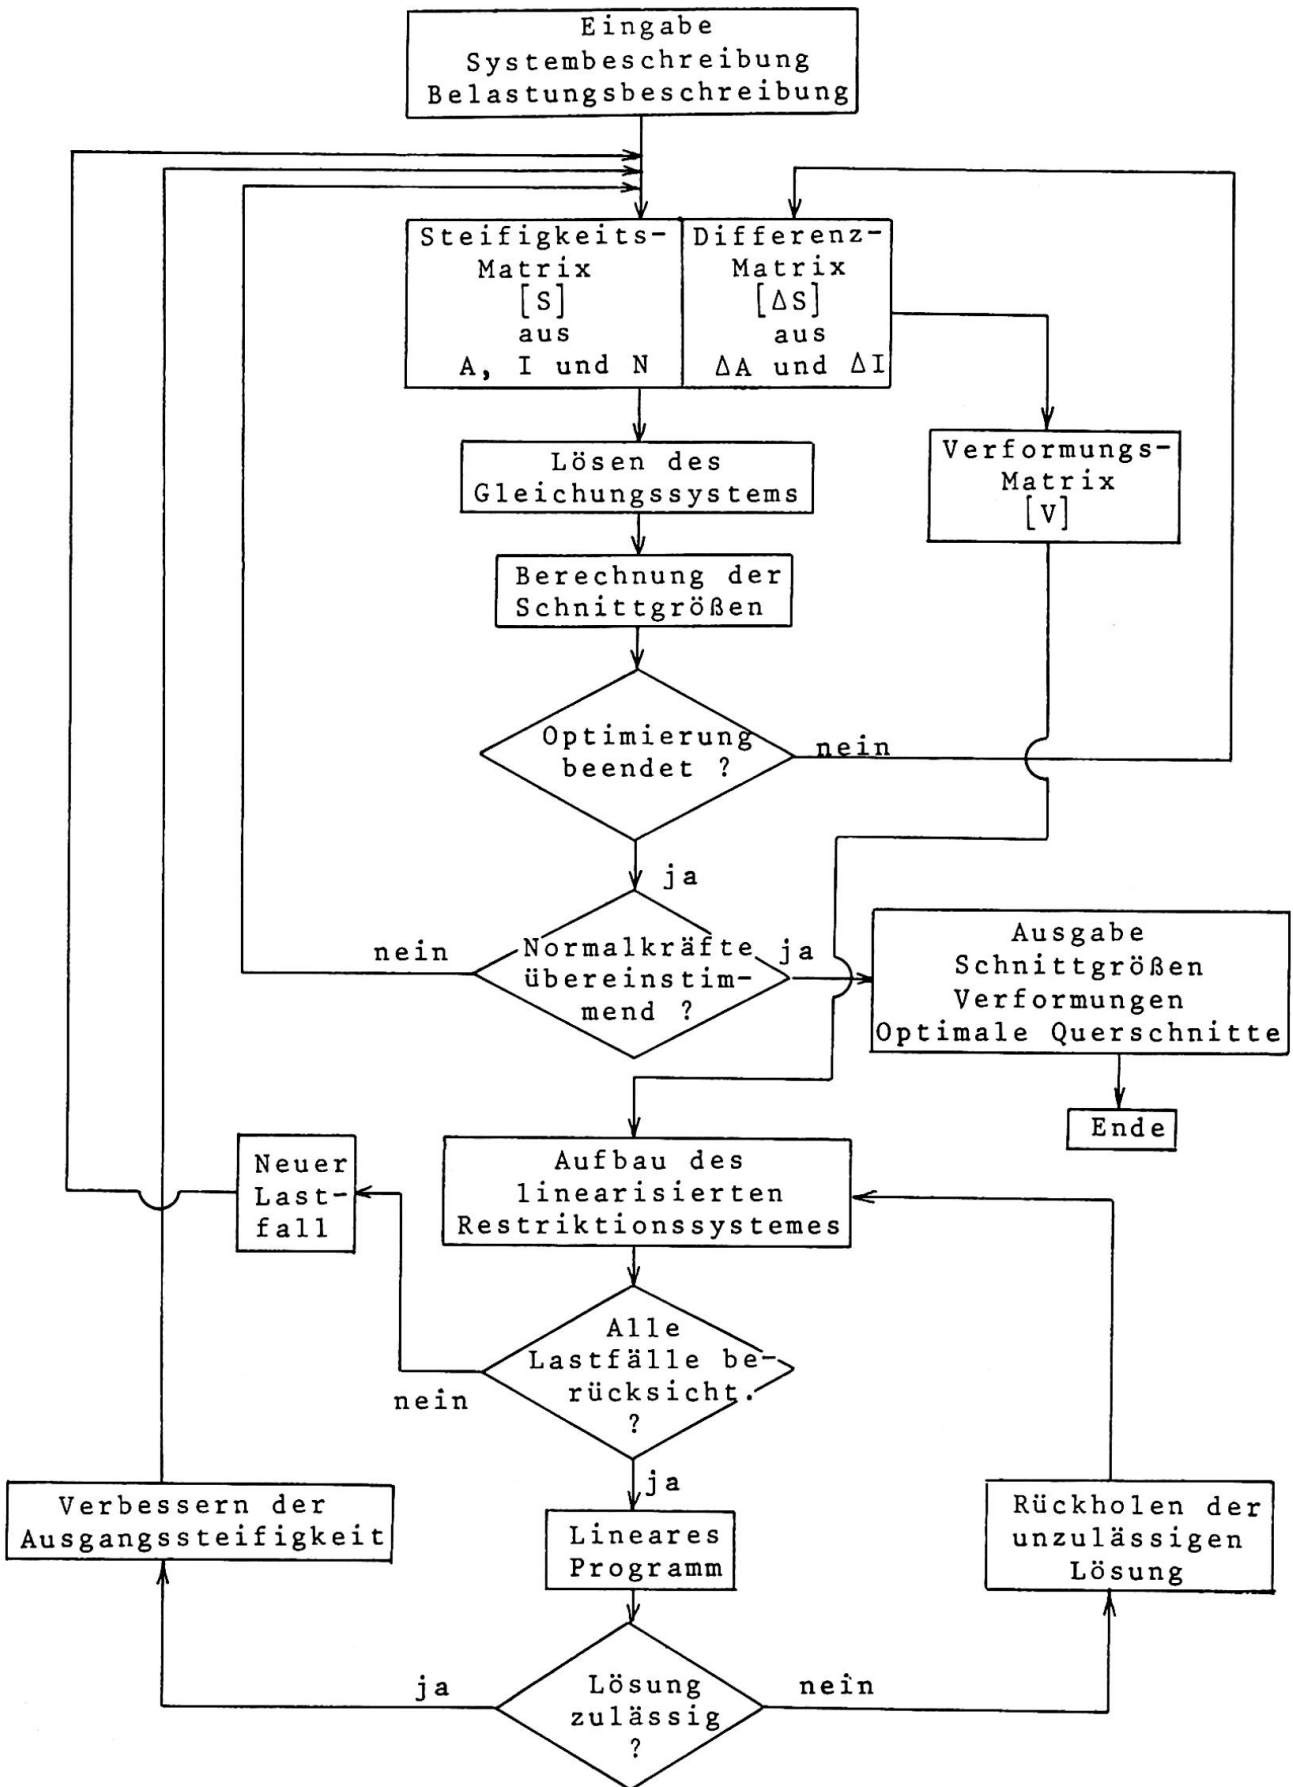 Eingabe
Systembeschreibung
Belastungsbeschreibung
Steifigkeits-
Matrix
[S]
aus
A, I und N
Differenz-
Matrix
[ΔS]
aus
ΔA und ΔI
Verformungs-
Matrix
[V]
Lösen des
Gleichungssystems
Berechnung der
Schnittgrößen
Optimierung
beendet ?
nein
ja
nein
Normalkräfte
übereinstim-
mend ?
ja
Ausgabe
Schnittgrößen
Verformungen
Optimale Querschnitte
Ende
Neuer
Last-
fall
Aufbau des
linearisierten
Restriktionssystemes
Alle
Lastfälle be-
rücksicht.
?
nein
ja
Verbessern der
Ausgangssteifigkeit
Lineares
Programm
Rückholen der
unzulässigen
Lösung
ja
Lösung
zulässig
?
nein